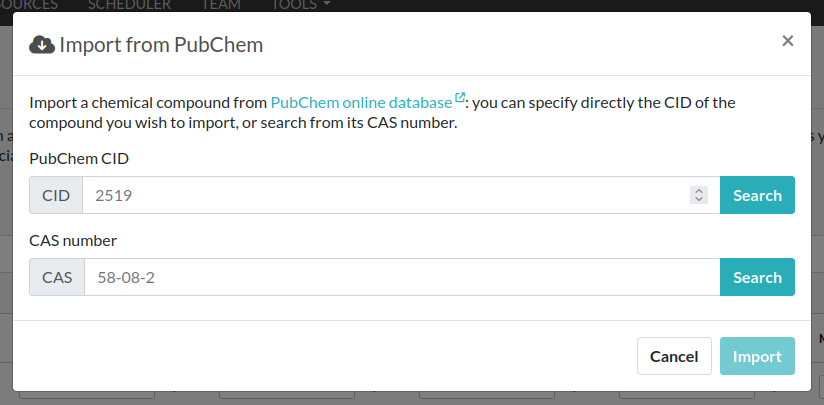 SOURCES SCHEDULER TEAM TOOLS
Import from PubChem
×
Import a chemical compound from PubChem online database: you can specify directly the CID of the
compound you wish to import, or search from its CAS number.
PubChem CID
CID 2519 Search
CAS number
CAS 58-08-2 Search
Cancel Import